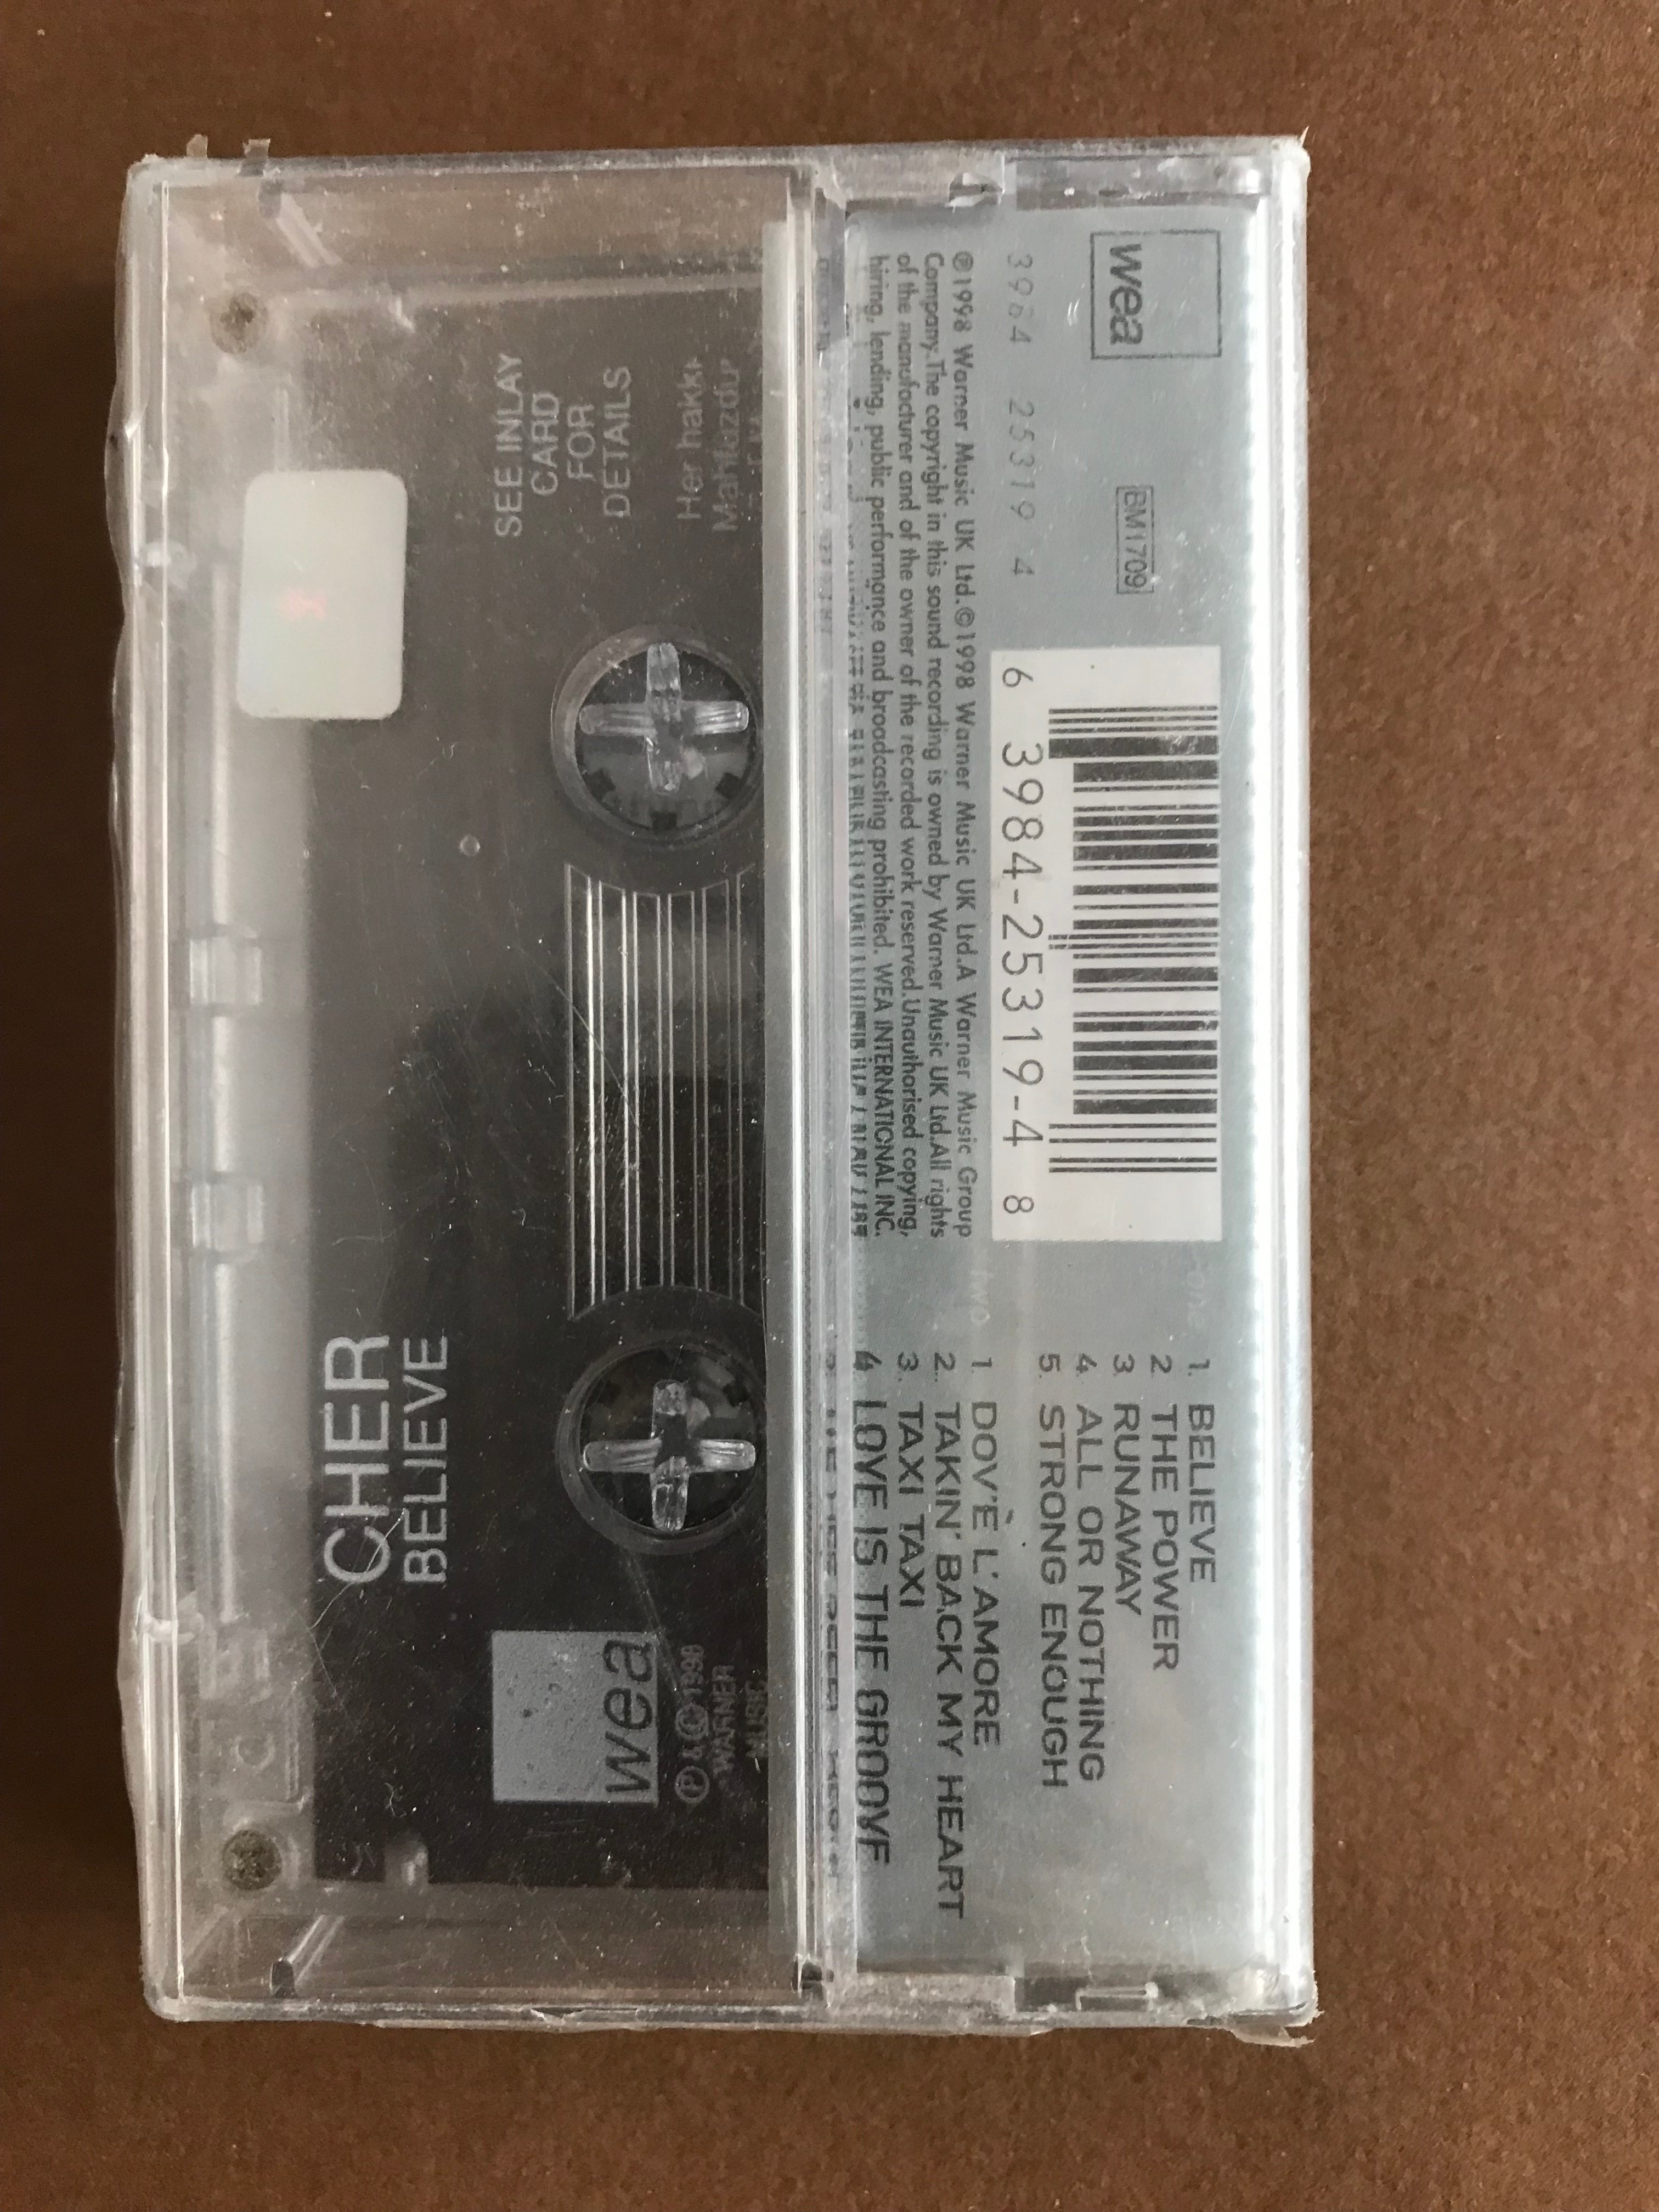 wea
BM1709
3984 25319 4
6 3984-25319-4 8
℗1998 Warner Music UK Ltd.©1998 Warner Music UK Ltd.A Warner Music Group
Company.The copyright in this sound recording is owned by Warner Music UK Ltd.All rights
of the manufacturer and of the owner of the recorded work reserved.Unauthorised copying,
hiring, lending, public performance and broadcasting prohibited. WEA INTERNATIONAL INC.
one
1. BELIEVE
2 THE POWER
3 RUNAWAY
4. ALL OR NOTHING
5. STRONG ENOUGH
two
1 DOV'È L'AMORE
2. TAKIN' BACK MY HEART
3. TAXI TAXI
4 LOVE IS THE GROOVE
CHER
BELIEVE
SEE INLAY
CARD
FOR
DETAILS
Her hakkı
Mahfuzdur
wea
℗ & © 1998
WARNER
MUSIC